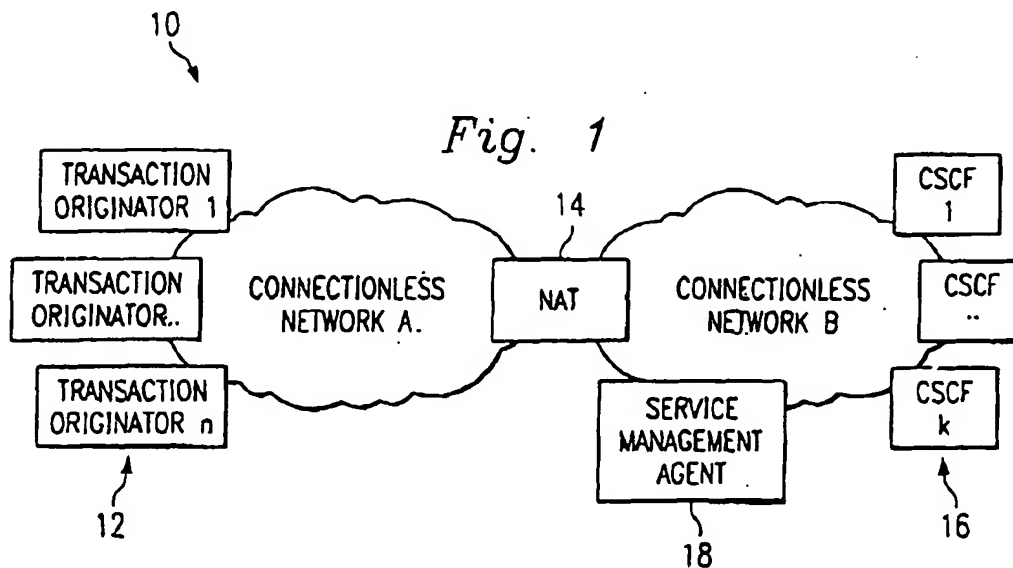 10
Fig. 1
TRANSACTION
ORIGINATOR 1
TRANSACTION
ORIGINATOR..
TRANSACTION
ORIGINATOR n
12
CONNECTIONLESS
NETWORK A.
14
NAT
CONNECTIONLESS
NETWORK B
SERVICE
MANAGEMENT
AGENT
18
CSCF
1
CSCF
..
CSCF
k
16